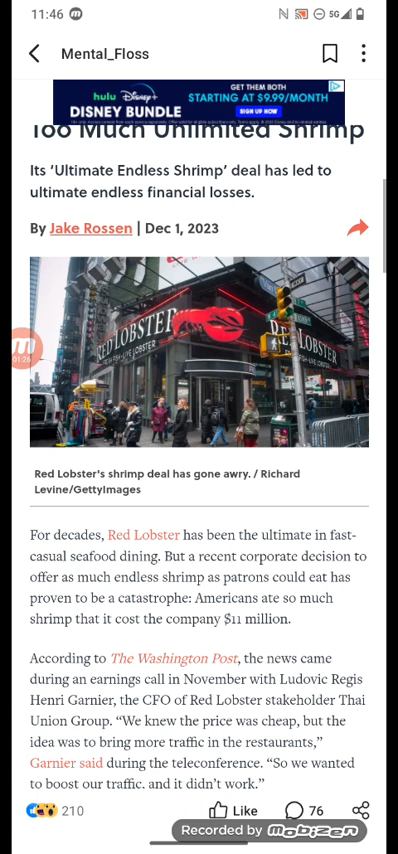 11:46
5G
Mental_Floss
hulu Disney+
DISNEY BUNDLE
GET THEM BOTH
STARTING AT $9.99/MONTH
SIGN UP NOW
Too Much Unlimited Shrimp
Its ‘Ultimate Endless Shrimp’ deal has led to
ultimate endless financial losses.
By Jake Rossen | Dec 1, 2023
RED LOBSTER
RED LOBSTER
01:26
Red Lobster's shrimp deal has gone awry. / Richard
Levine/GettyImages
For decades, Red Lobster has been the ultimate in fast-
casual seafood dining. But a recent corporate decision to
offer as much endless shrimp as patrons could eat has
proven to be a catastrophe: Americans ate so much
shrimp that it cost the company $11 million.
According to The Washington Post, the news came
during an earnings call in November with Ludovic Regis
Henri Garnier, the CFO of Red Lobster stakeholder Thai
Union Group. “We knew the price was cheap, but the
idea was to bring more traffic in the restaurants,”
Garnier said during the teleconference. “So we wanted
to boost our traffic, and it didn’t work.”
210
Like
76
Recorded by mobizen